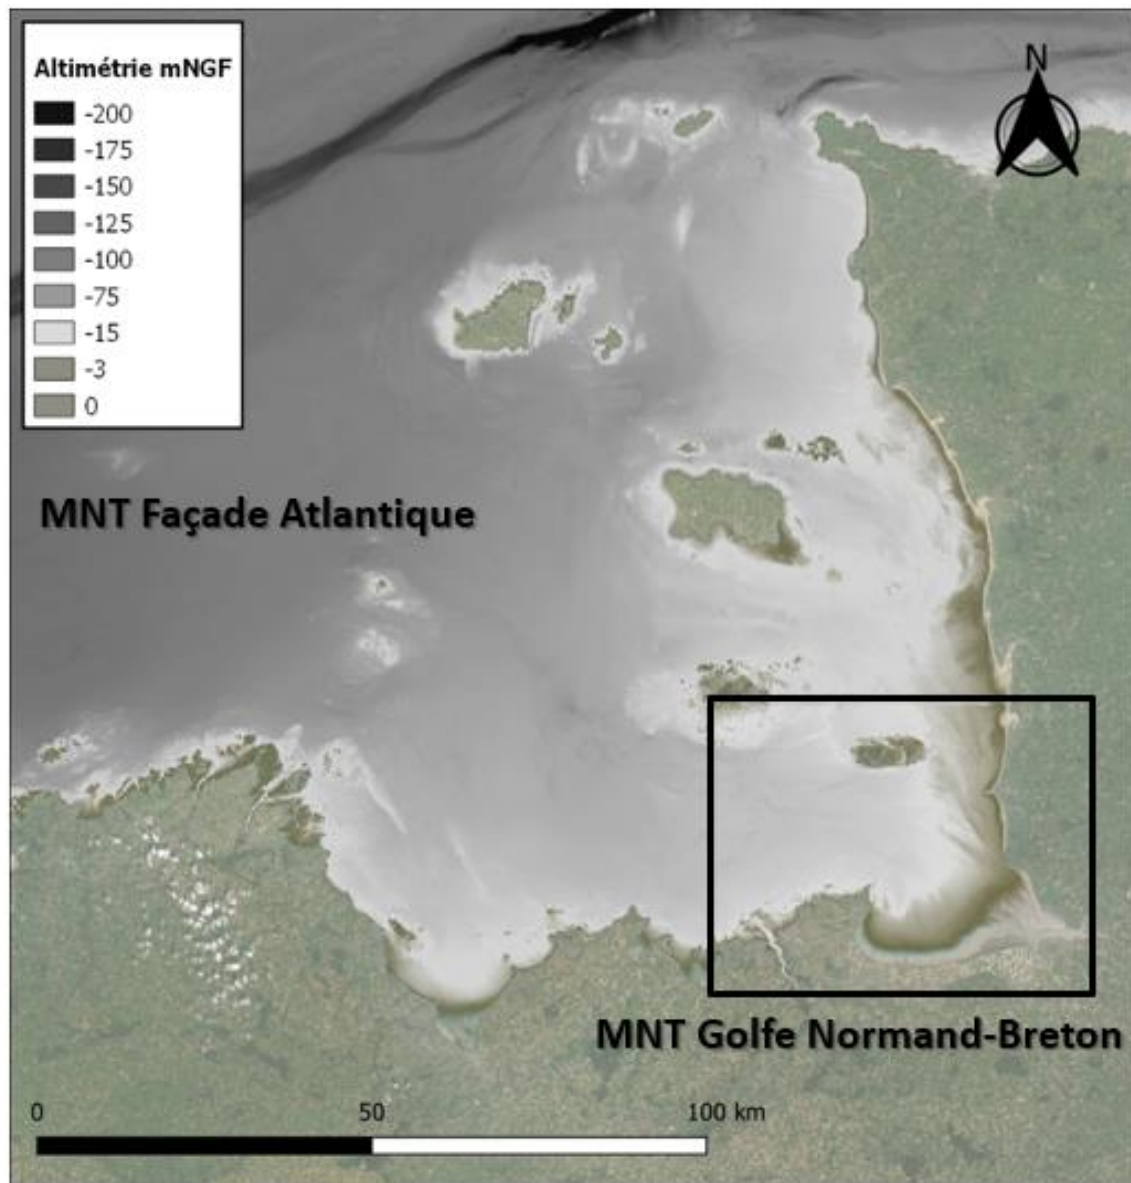 Altimétrie mNGF
-200
-175
-150
-125
-100
-75
-15
-3
0
N
MNT Façade Atlantique
MNT Golfe Normand-Breton
0 50 100 km